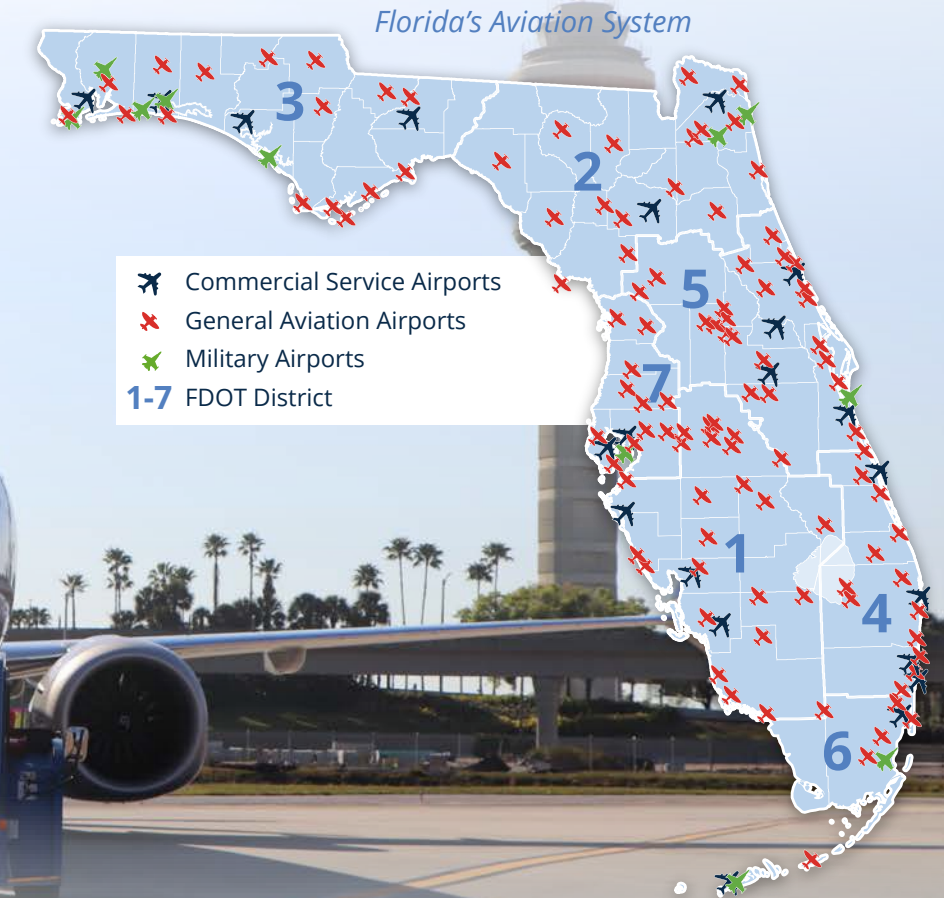 Florida's Aviation System
3
2
5
Commercial Service Airports
General Aviation Airports
Military Airports
1-7 FDOT District
7
1
4
6